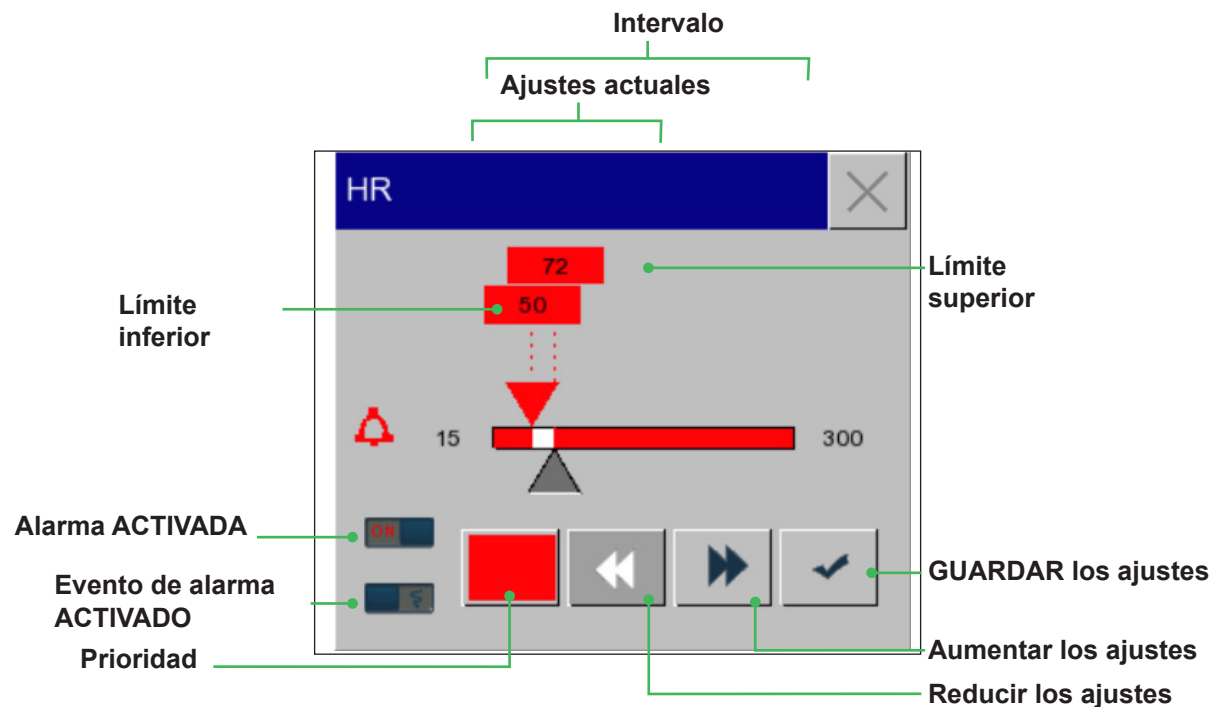 Intervalo
Ajustes actuales
HR
72
50
Límite
superior
Límite
inferior
15
300
Alarma ACTIVADA
ON
Evento de alarma
ACTIVADO
GUARDAR los ajustes
Prioridad
Aumentar los ajustes
Reducir los ajustes